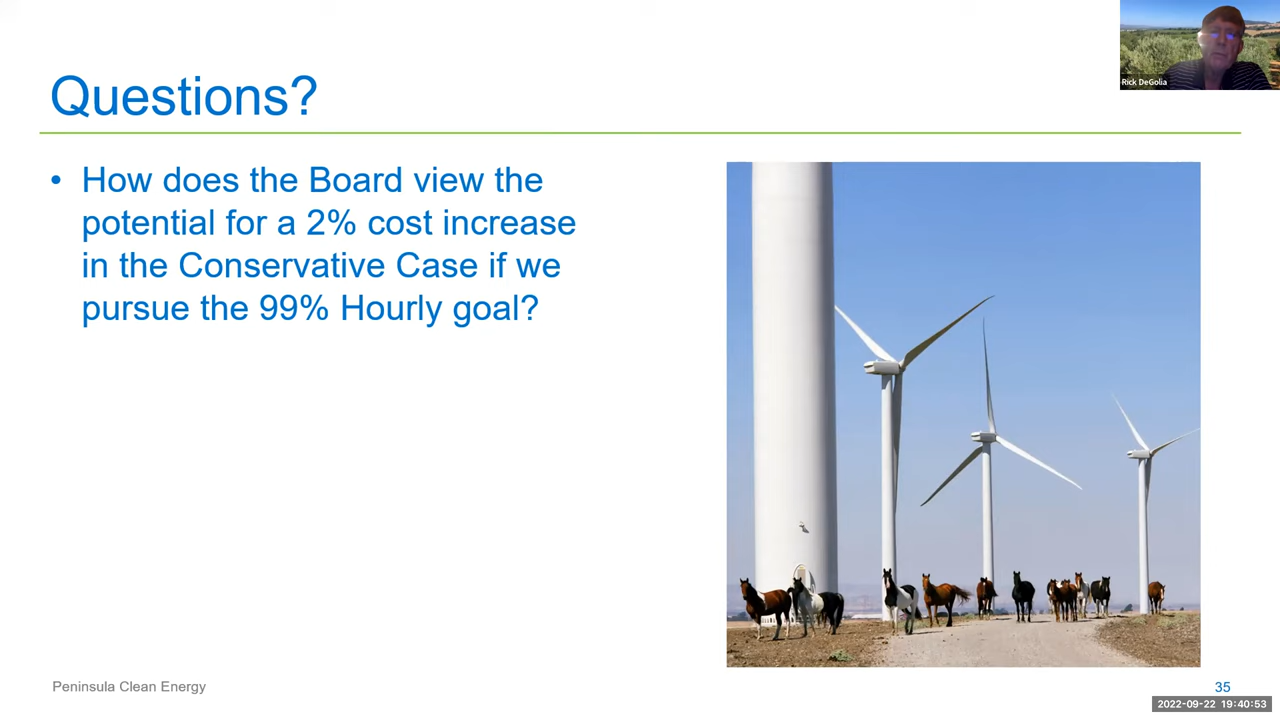 Rick DeGolia
Questions?
• How does the Board view the
potential for a 2% cost increase
in the Conservative Case if we
pursue the 99% Hourly goal?
Peninsula Clean Energy
35
2022-09-22 19:40:53